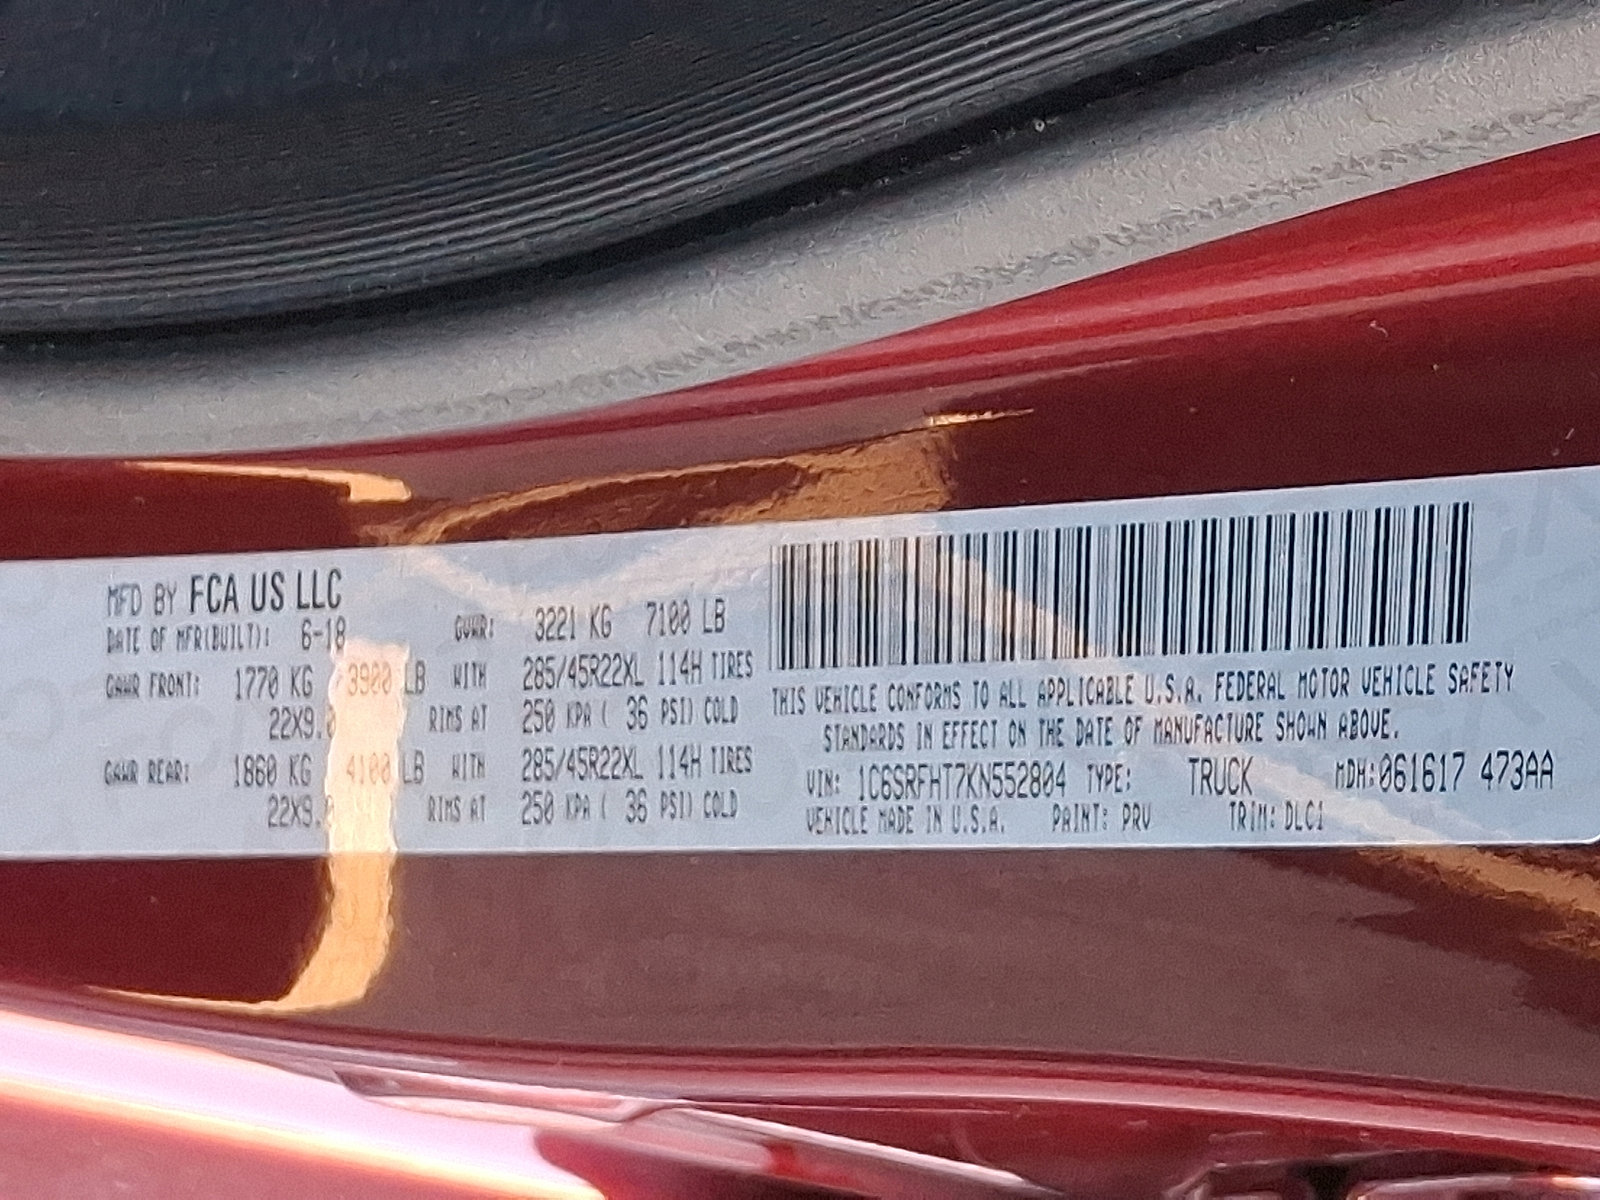 MFD BY FCA US LLC
DATE OF MFR(BUILT): 6-18 GVWR: 3221 KG 7100 LB
GAWR FRONT: 1770 KG 3900 LB WITH 285/45R22XL 114H TIRES
22X9.0 RIMS AT 250 KPA ( 36 PSI) COLD
GAWR REAR: 1860 KG 4100 LB WITH 285/45R22XL 114H TIRES
22X9.0 RIMS AT 250 KPA ( 36 PSI) COLD
THIS VEHICLE CONFORMS TO ALL APPLICABLE U.S.A. FEDERAL MOTOR VEHICLE SAFETY
STANDARDS IN EFFECT ON THE DATE OF MANUFACTURE SHOWN ABOVE.
VIN: 1C6SRFHT7KN552804 TYPE: TRUCK MDH:061617 473AA
VEHICLE MADE IN U.S.A. PAINT: PRV TRIM: DLC1